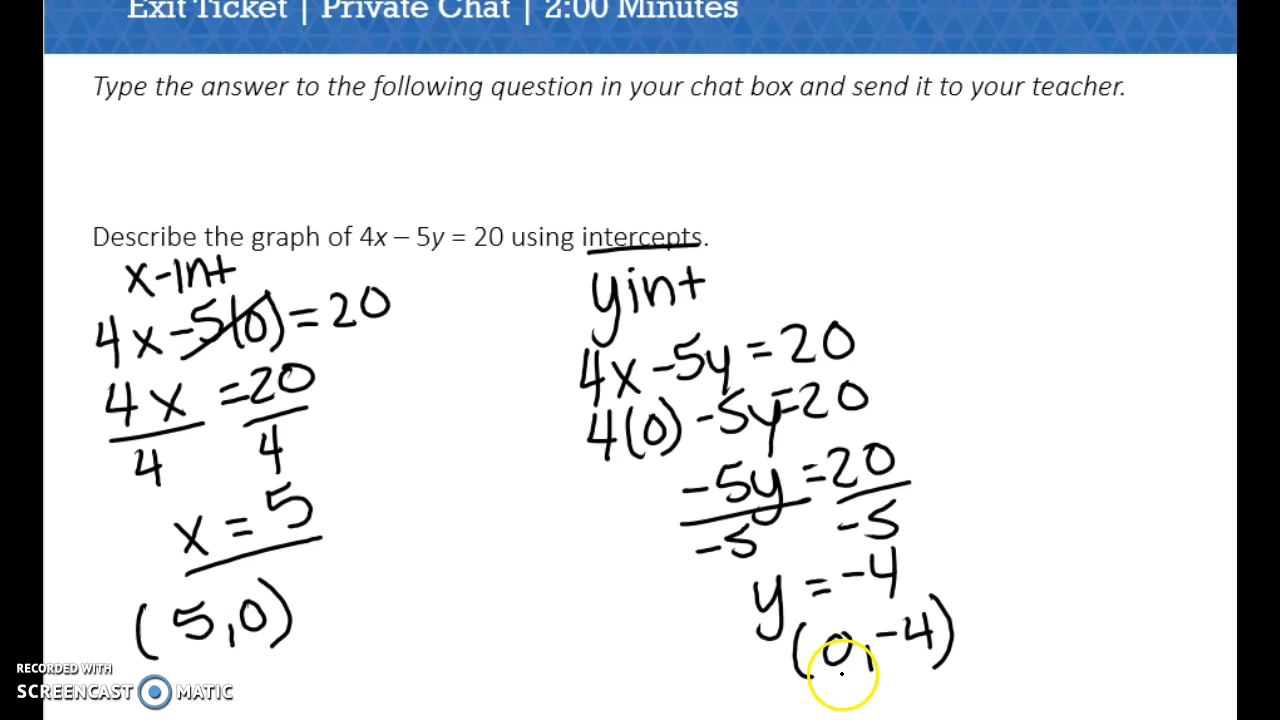 Exit Ticket | Private Chat | 2:00 Minutes
Type the answer to the following question in your chat box and send it to your teacher.
Describe the graph of 4x – 5y = 20 using intercepts.
x-int
4x -5(0) = 20
4x = 20
4 4
x = 5
(5,0)
yint
4x -5y = 20
4(0) -5y=20
-5y = 20
-5 -5
y = -4
(0,-4)
RECORDED WITH
SCREENCAST MATIC